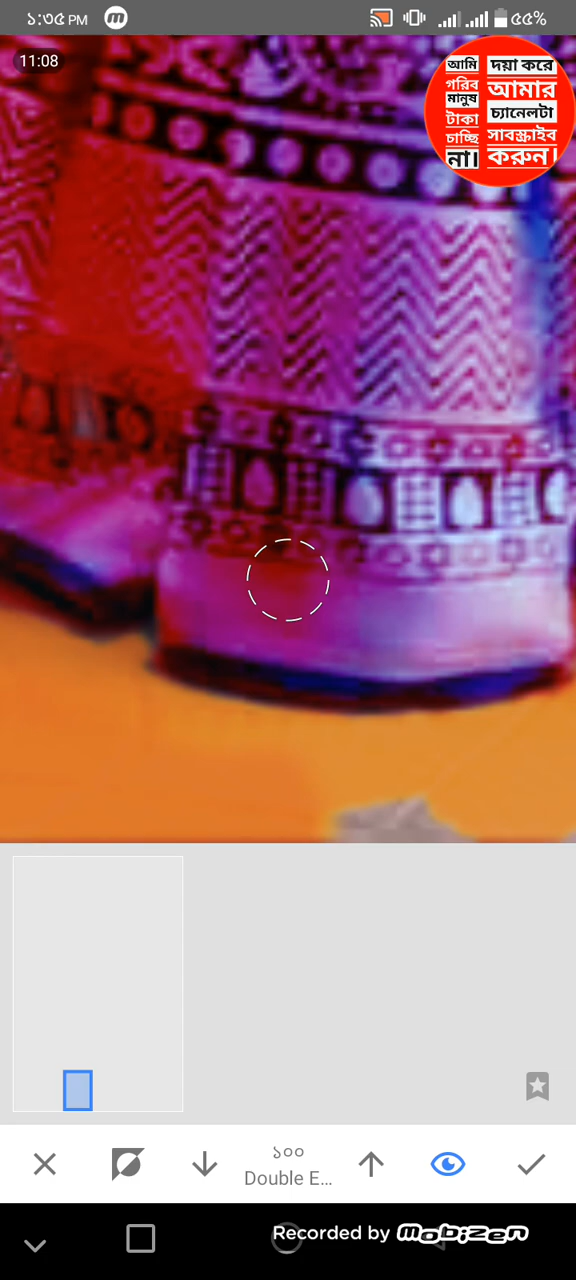 ১:৩৫ PM
৫৫%
11:08
আমি
গরিব
মানুষ
টাকা
চাচ্ছি
না।
দয়া করে
আমার
চ্যানেলটা
সাবস্ক্রাইব
করুন।
১০০
Double E...
Recorded by mobizen